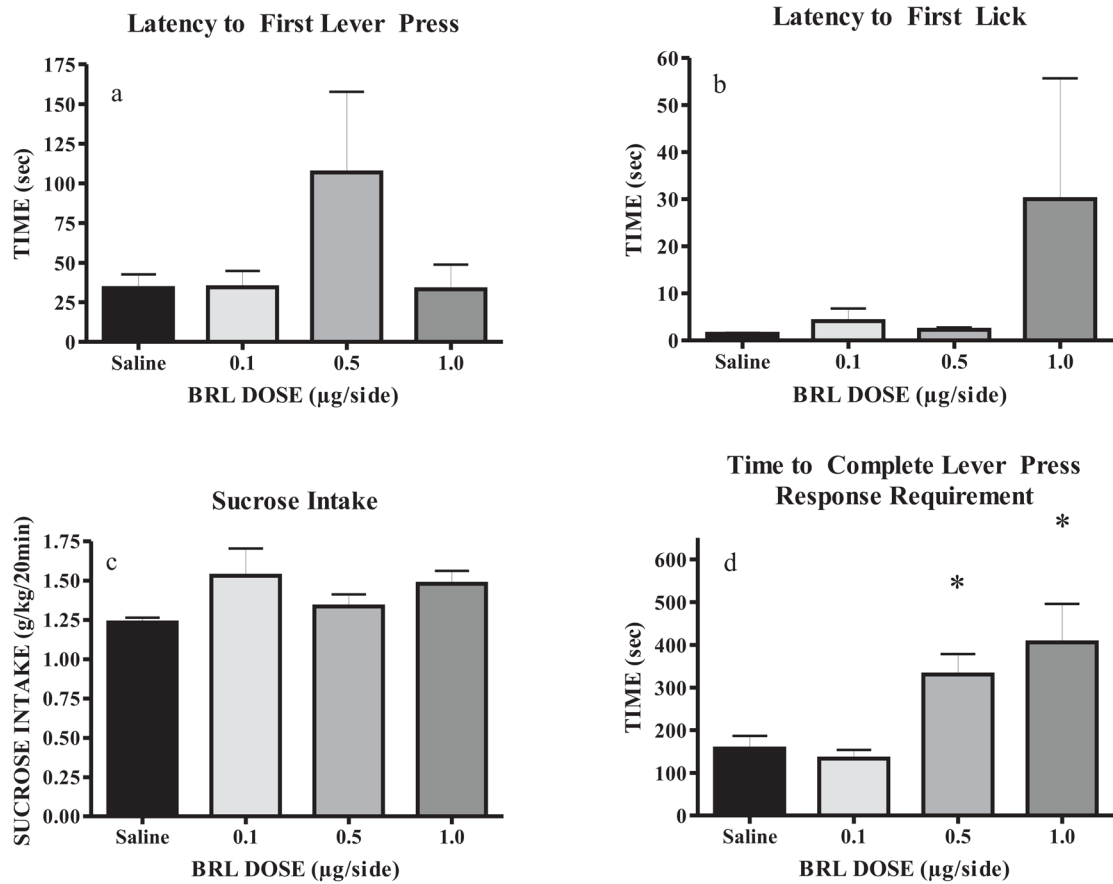 Latency to First Lever Press
a
TIME (sec)
175
150
125
100
75
50
25
0
Saline 0.1 0.5 1.0
BRL DOSE (µg/side)
Latency to First Lick
b
TIME (sec)
60
50
40
30
20
10
0
Saline 0.1 0.5 1.0
BRL DOSE (µg/side)
Sucrose Intake
c
SUCROSE INTAKE (g/kg/20min)
1.75
1.50
1.25
1.00
0.75
0.50
0.25
0.00
Saline 0.1 0.5 1.0
BRL DOSE (µg/side)
Time to Complete Lever Press
Response Requirement
d
TIME (sec)
600
500
400
300
200
100
0
* *
Saline 0.1 0.5 1.0
BRL DOSE (µg/side)